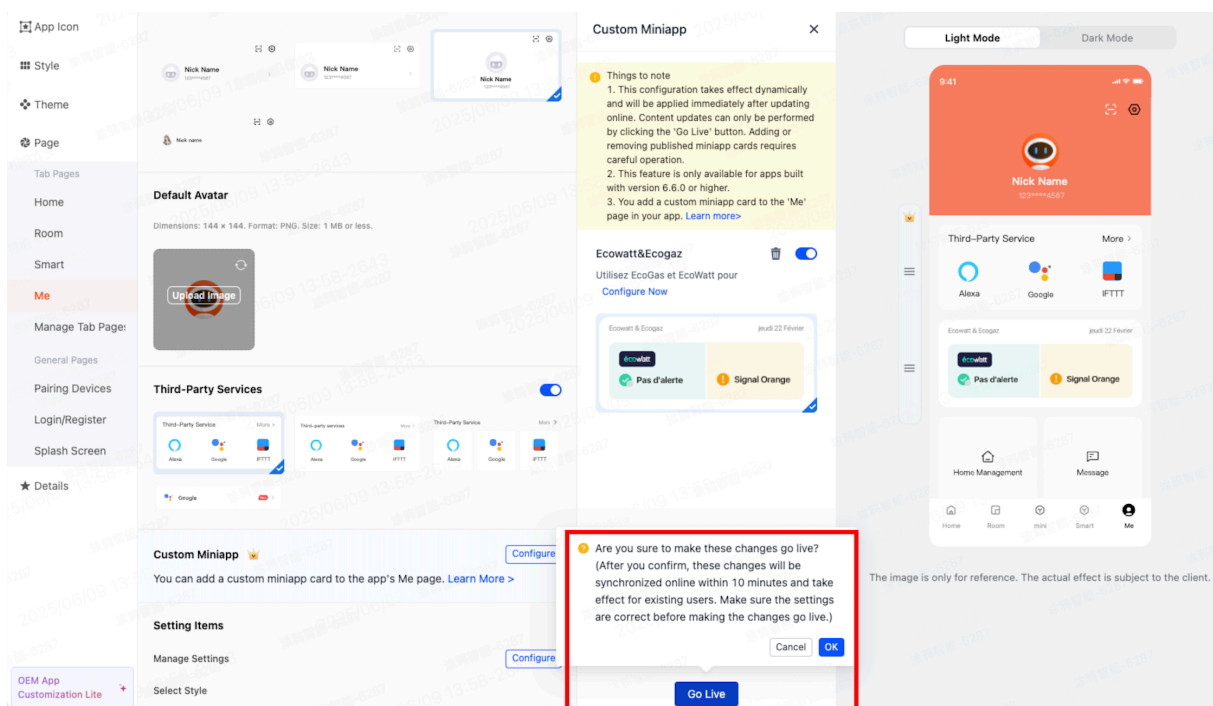 App Icon
Style
Theme
Page
Tab Pages
Home
Room
Smart
Me
Manage Tab Pages
General Pages
Pairing Devices
Login/Register
Splash Screen
Details
OEM App
Customization Lite
Nick Name
123****4567
Nick Name
123****4567
Nick Name
123****4567
Nick name
Default Avatar
Dimensions: 144 × 144. Format: PNG. Size: 1 MB or less.
Upload Image
Third-Party Services
Third-Party Service More >
Alexa Google IFTTT
Third-party services More >
Alexa Google IFTTT
Third-Party Service More >
Alexa Google IFTTT
Google
Custom Miniapp
Configure
You can add a custom miniapp card to the app's Me page. Learn More >
Setting Items
Manage Settings
Configure
Select Style
Custom Miniapp
Things to note
1. This configuration takes effect dynamically
and will be applied immediately after updating
online. Content updates can only be performed
by clicking the 'Go Live' button. Adding or
removing published miniapp cards requires
careful operation.
2. This feature is only available for apps built
with version 6.6.0 or higher.
3. You add a custom miniapp card to the 'Me'
page in your app. Learn more>
Ecowatt&Ecogaz
Utilisez EcoGas et EcoWatt pour
Configure Now
Ecowatt & Ecogaz jeudi 22 Février
écowatt
Pas d'alerte Signal Orange
Are you sure to make these changes go live?
(After you confirm, these changes will be
synchronized online within 10 minutes and take
effect for existing users. Make sure the settings
are correct before making the changes go live.)
Cancel OK
Go Live
Light Mode Dark Mode
9:41
Nick Name
123****4567
Third-Party Service More >
Alexa Google IFTTT
Ecowatt & Ecogaz jeudi 22 Février
écowatt
Pas d'alerte Signal Orange
Home Management Message
Home Room mini Smart Me
The image is only for reference. The actual effect is subject to the client.